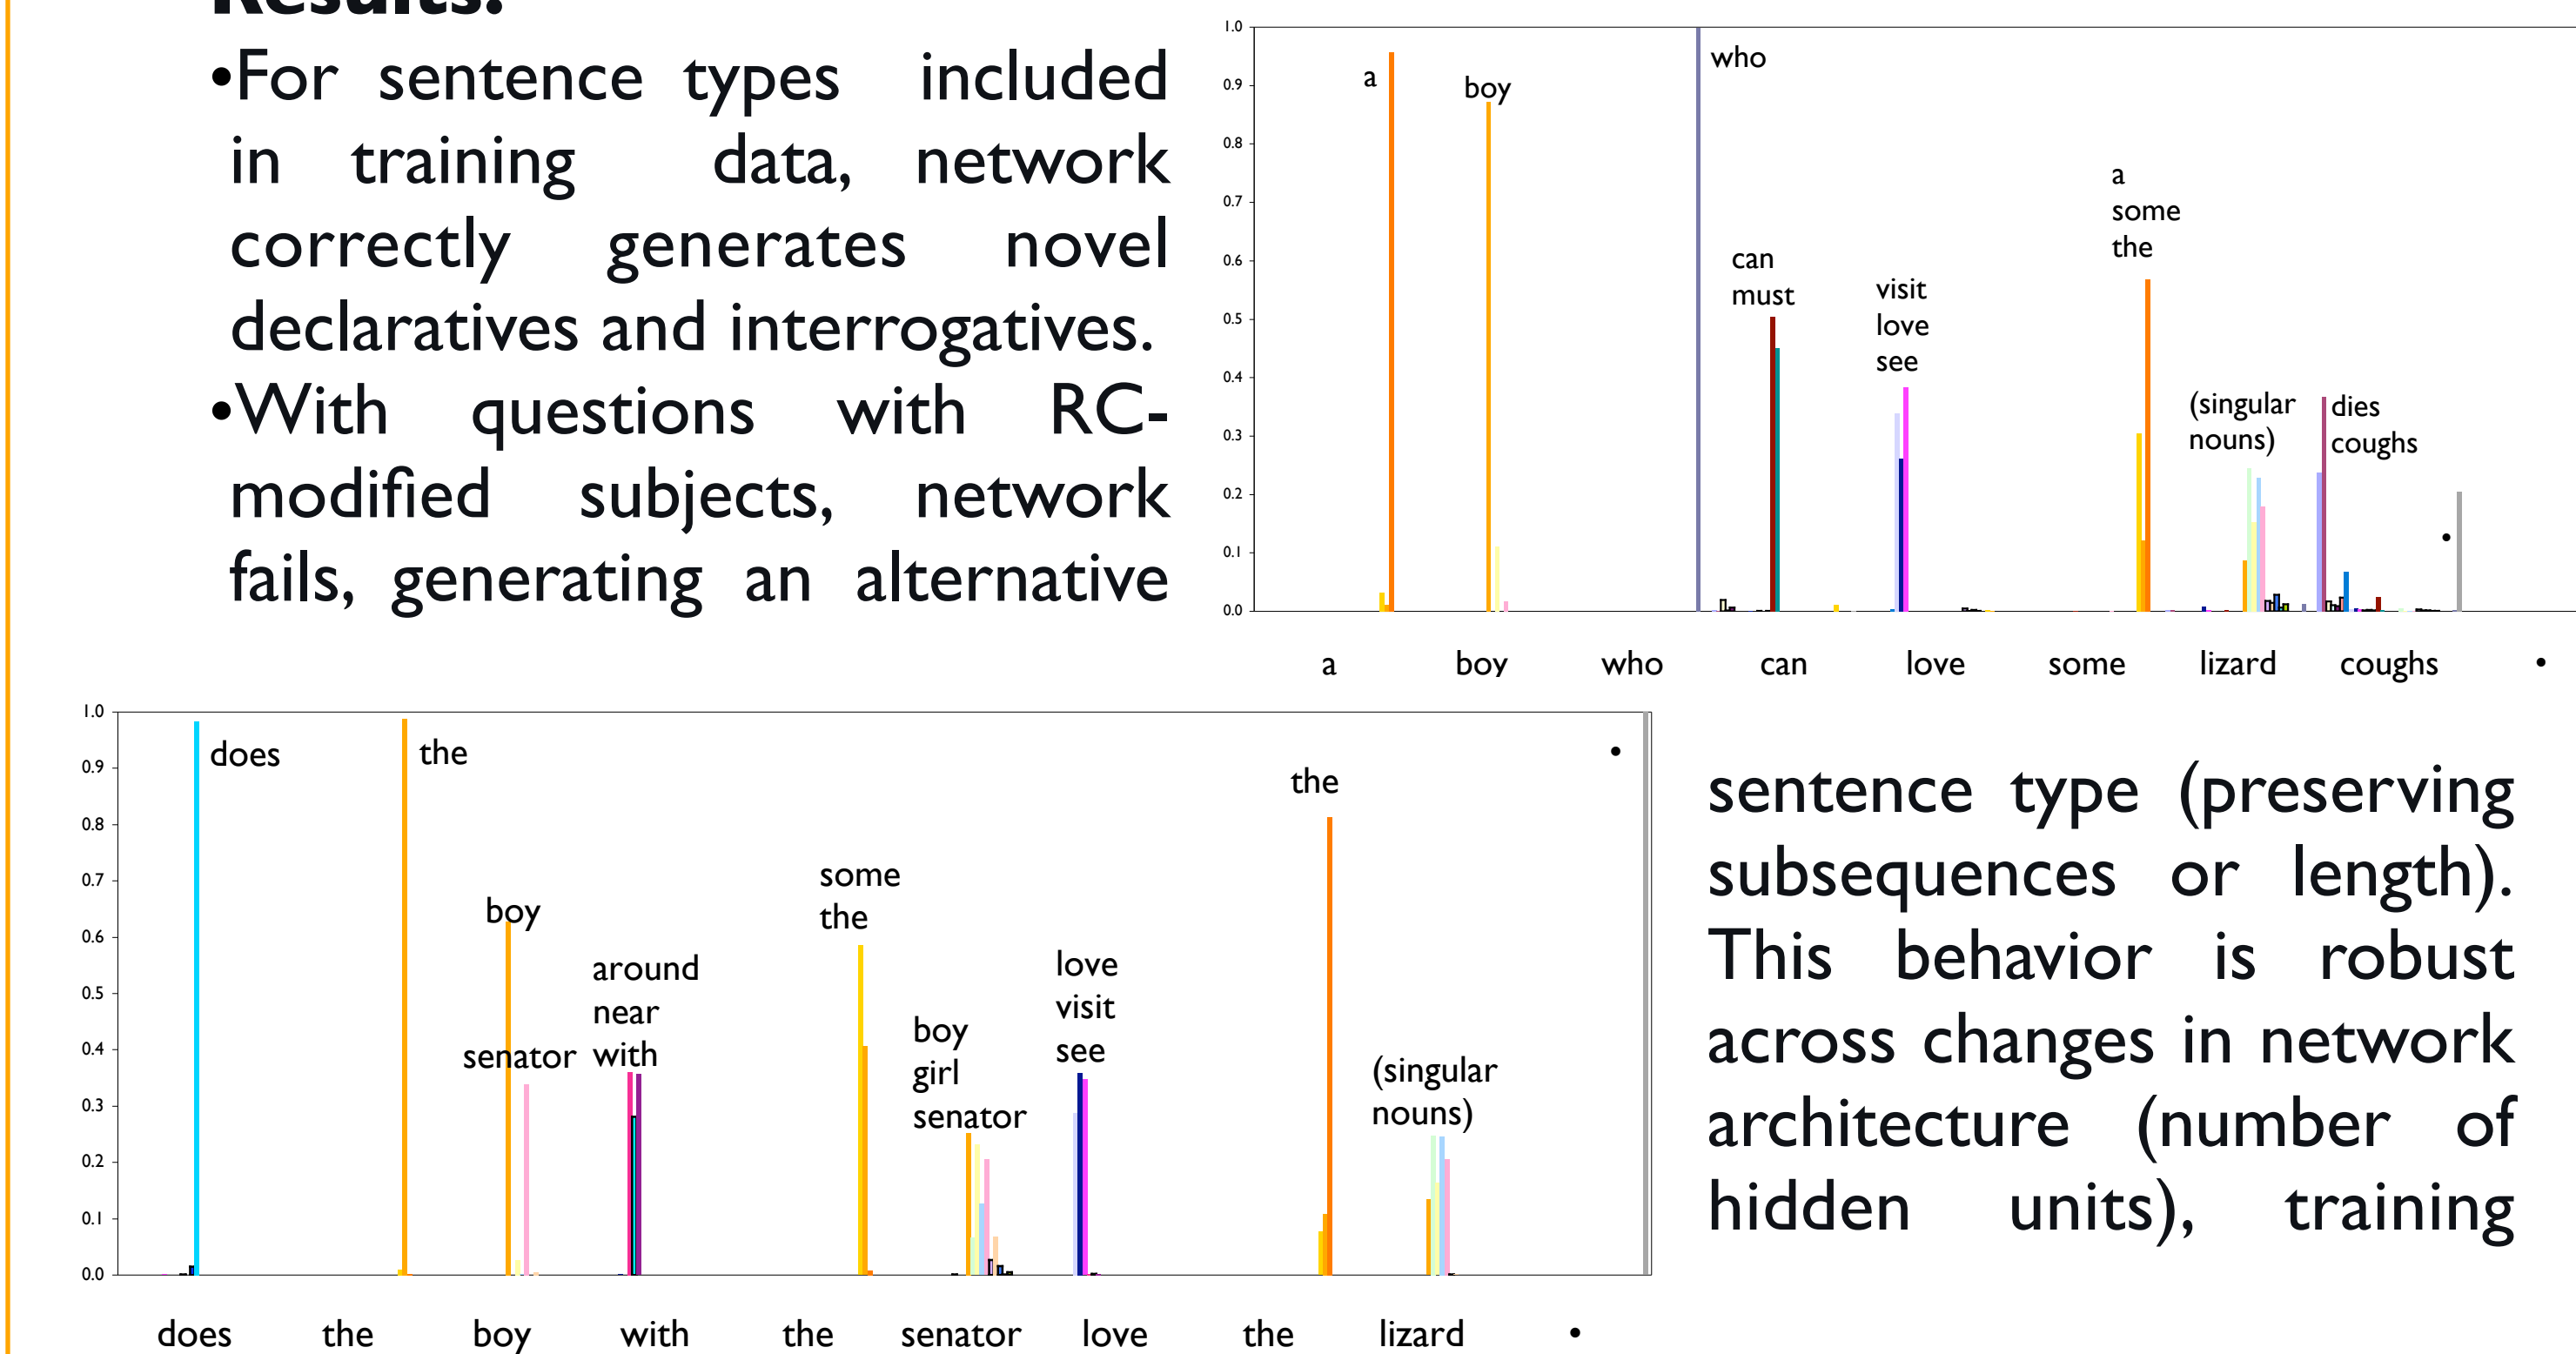 Results:
•For sentence types included
in training data, network
correctly generates novel
declaratives and interrogatives.
•With questions with RC-
modified subjects, network
fails, generating an alternative
1.0
0.9
0.8
0.7
0.6
0.5
0.4
0.3
0.2
0.1
0.0
a
boy
who
can
must
visit
love
see
a
some
the
(singular
nouns)
dies
coughs
•
a boy who can love some lizard coughs •
1.0
0.9
0.8
0.7
0.6
0.5
0.4
0.3
0.2
0.1
0.0
does
the
boy
senator
around
near
with
some
the
boy
girl
senator
love
visit
see
the
(singular
nouns)
•
does the boy with the senator love the lizard •
sentence type (preserving
subsequences or length).
This behavior is robust
across changes in network
architecture (number of
hidden units), training